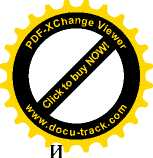 PDF-XChange Viewer
Click to buy NOW!
www.docu-track.com
И